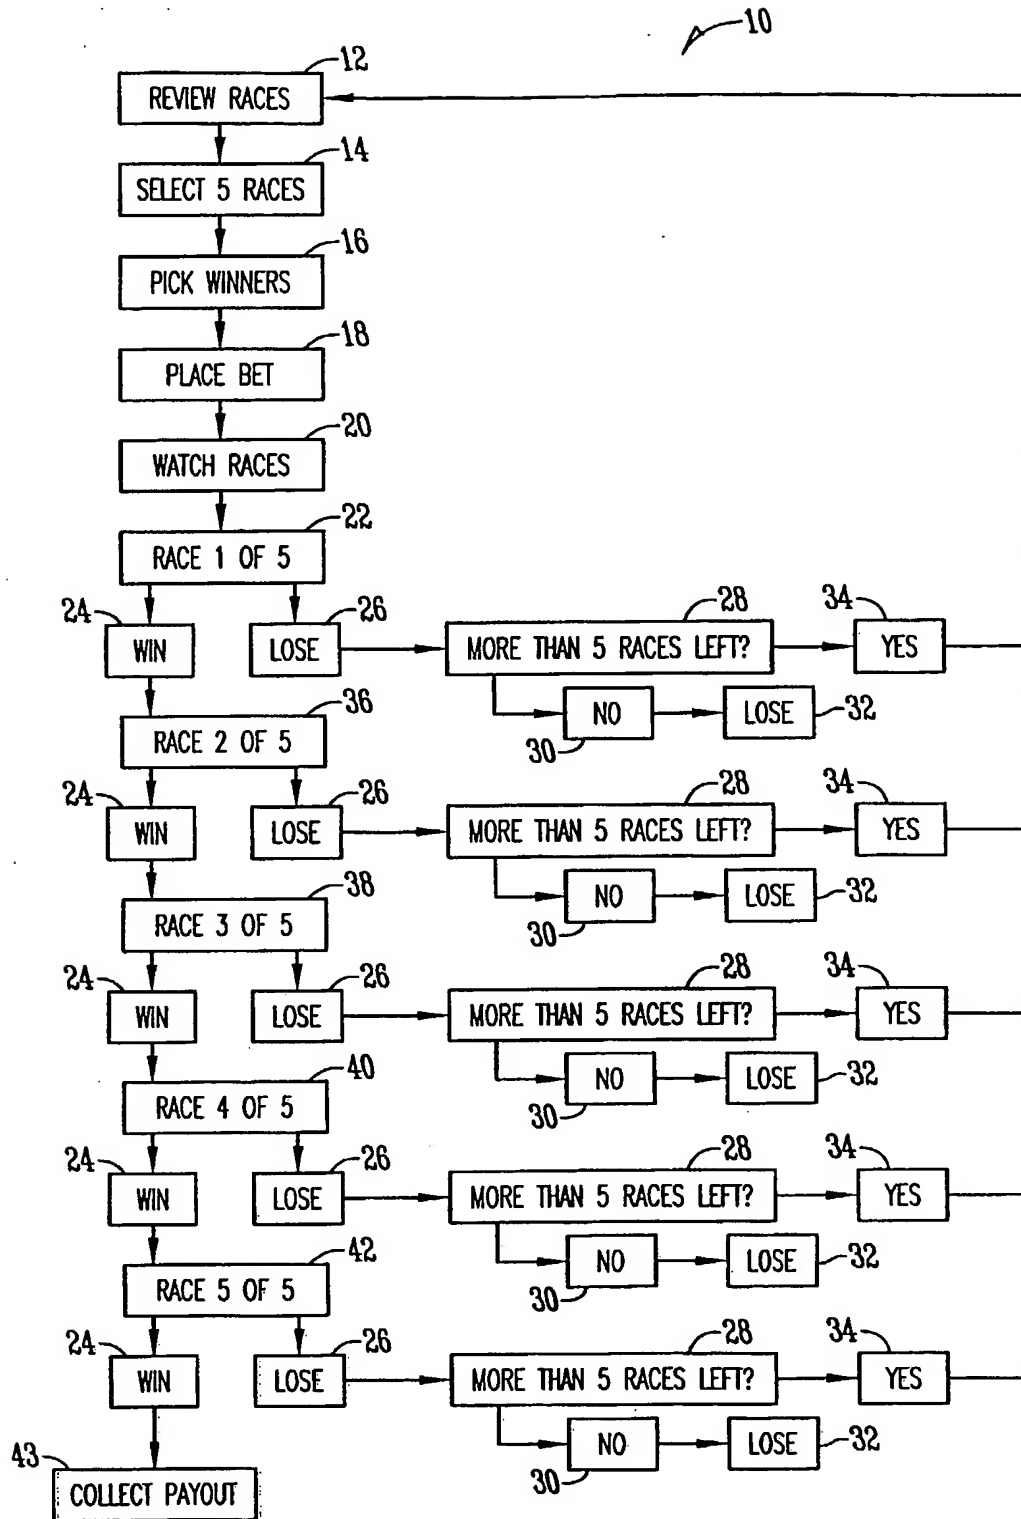 10
12
REVIEW RACES
14
SELECT 5 RACES
16
PICK WINNERS
18
PLACE BET
20
WATCH RACES
22
RACE 1 OF 5
24 26 28 34
WIN LOSE MORE THAN 5 RACES LEFT? YES
36 NO LOSE 32
RACE 2 OF 5 30
24 26 28 34
WIN LOSE MORE THAN 5 RACES LEFT? YES
38 NO LOSE 32
RACE 3 OF 5 30
24 26 28 34
WIN LOSE MORE THAN 5 RACES LEFT? YES
40 NO LOSE 32
RACE 4 OF 5 30
24 26 28 34
WIN LOSE MORE THAN 5 RACES LEFT? YES
42 NO LOSE 32
RACE 5 OF 5 30
24 26 28 34
WIN LOSE MORE THAN 5 RACES LEFT? YES
NO LOSE 32
43 30
COLLECT PAYOUT